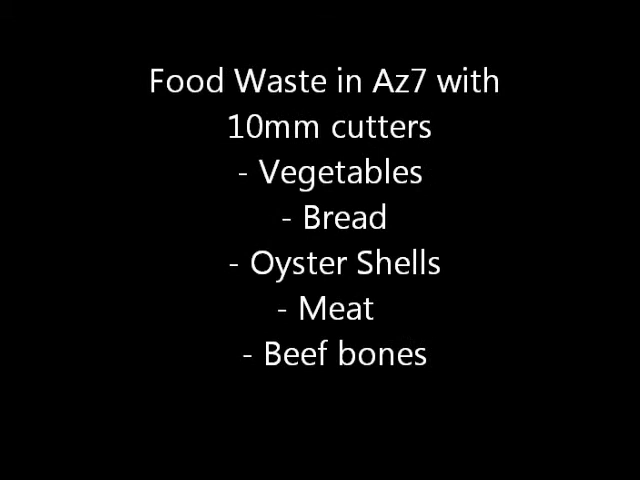 Food Waste in Az7 with
10mm cutters
- Vegetables
- Bread
- Oyster Shells
- Meat
- Beef bones